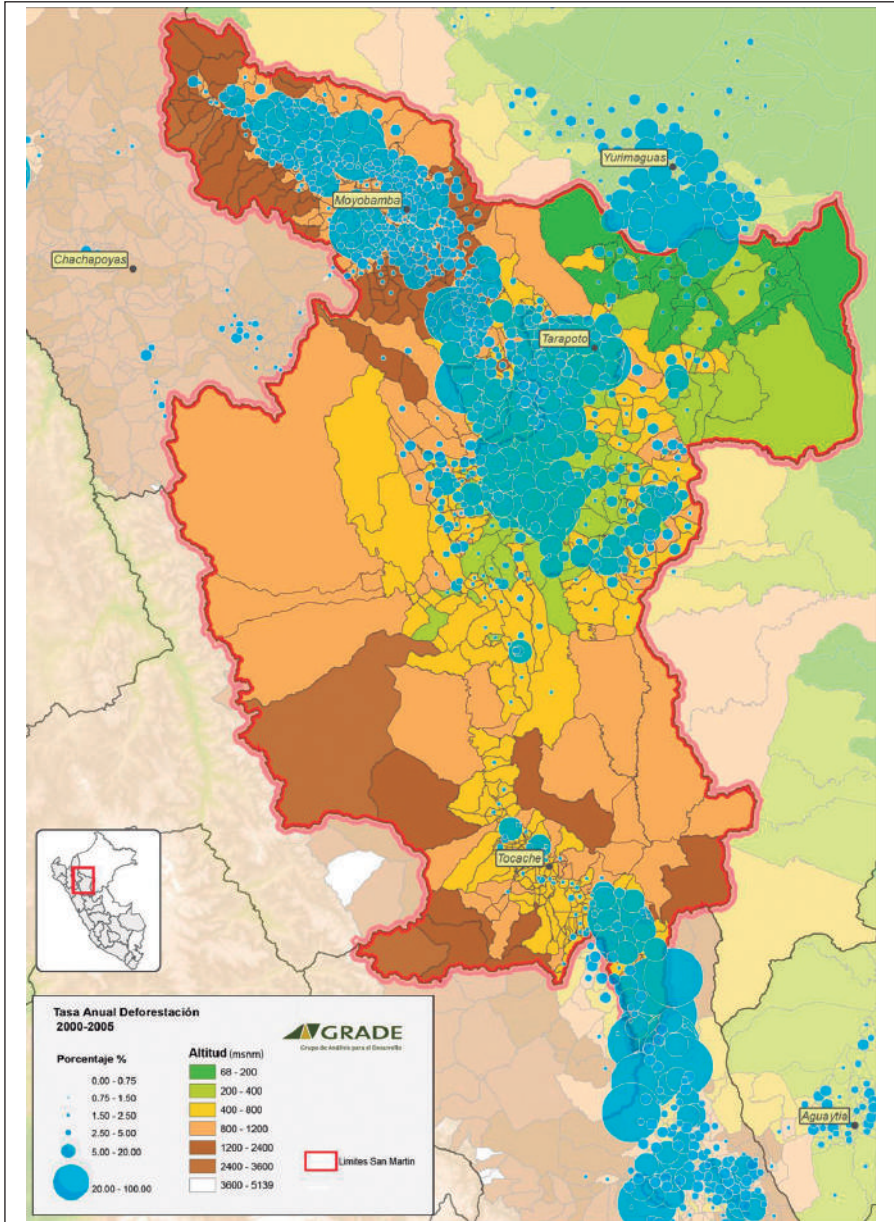 Yurimaguas
Moyobamba
Chachapoyas
Tarapoto
Tocache
Aguaytia
Tasa Anual Deforestación
2000-2005
GRADE
Grupo de Análisis para el Desarrollo
Porcentaje %
0.00 - 0.75
0.75 - 1.50
1.50 - 2.50
2.50 - 5.00
5.00 - 20.00
20.00 - 100.00
Altitud (msnm)
68 - 200
200 - 400
400 - 800
800 - 1200
1200 - 2400
2400 - 3600
3600 - 5139
Limites San Martin